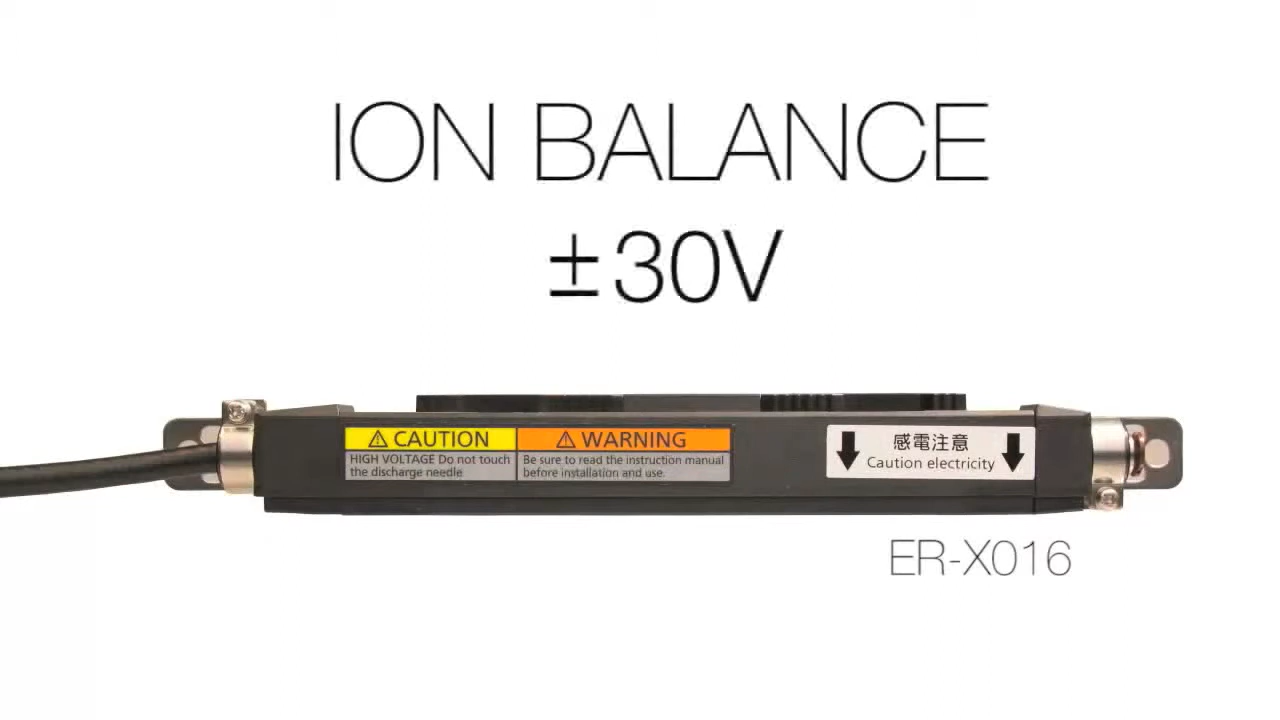 ION BALANCE
±30V
⚠ CAUTION
HIGH VOLTAGE Do not touch
the discharge needle
⚠ WARNING
Be sure to read the instruction manual
before installation and use.
感電注意
Caution electricity
ER-X016